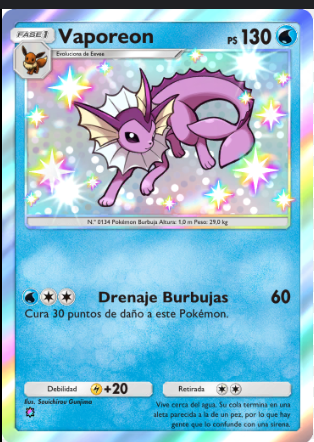 FASE 1 Vaporeon PS 130
Evoluciona de Eevee
N.º 0134 Pokémon Burbuja Altura: 1,0 m Peso: 29,0 kg
Drenaje Burbujas 60
Cura 30 puntos de daño a este Pokémon.
Debilidad +20 Retirada
Ilus. Souichirou Gunjima
Vive cerca del agua. Su cola termina en una
aleta parecida a la de un pez, por lo que hay
gente que lo confunde con una sirena.